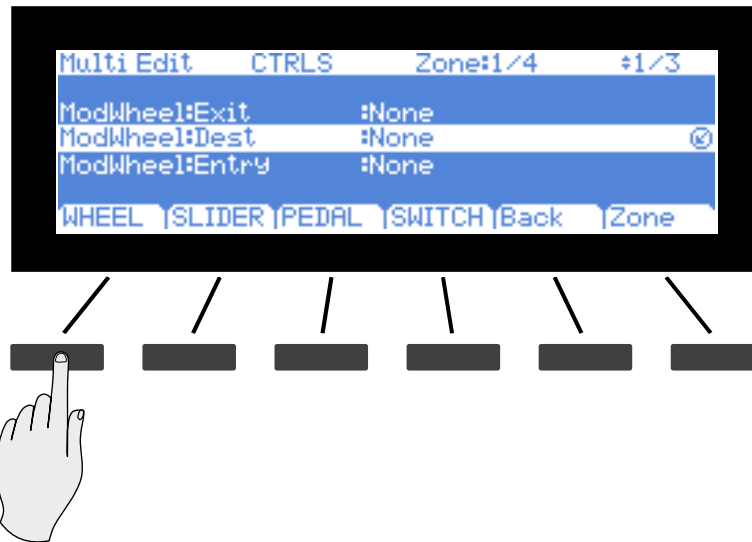 Multi Edit CTRLS Zone:1/4 ÷1/3
ModWheel:Exit :None
ModWheel:Dest :None
ModWheel:Entry :None
WHEEL SLIDER PEDAL SWITCH Back Zone